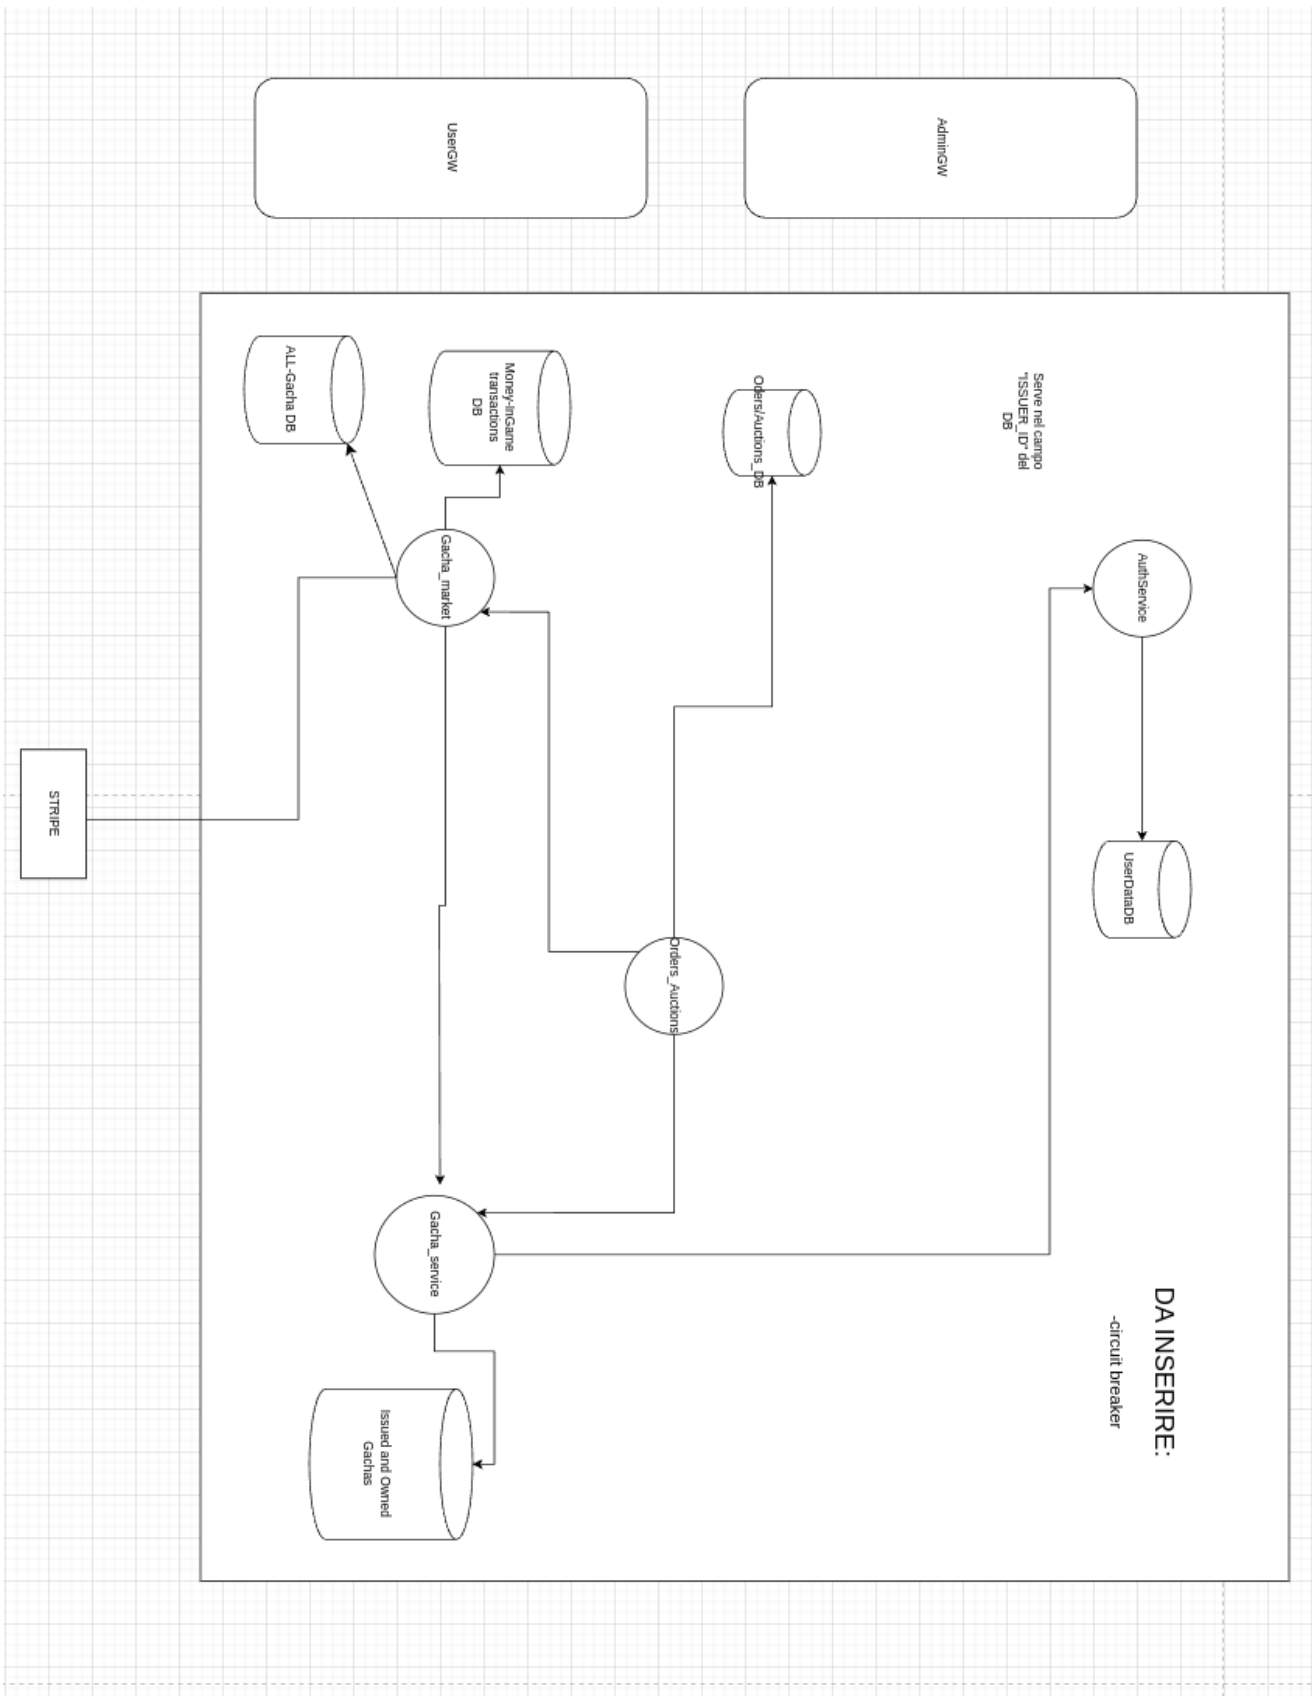 DA INSERIRE:
-circuit breaker
AuthService
UserDataDB
Serve nel campo
"ISSUER_ID" del
DB
AdminGW
Oders/Auctions_DB
Orders_Auctions
Money-InGame
transactions
DB
UserGW
Gacha_market
Gacha_service
Issued and Owned
Gachas
ALL-Gacha DB
STRIPE